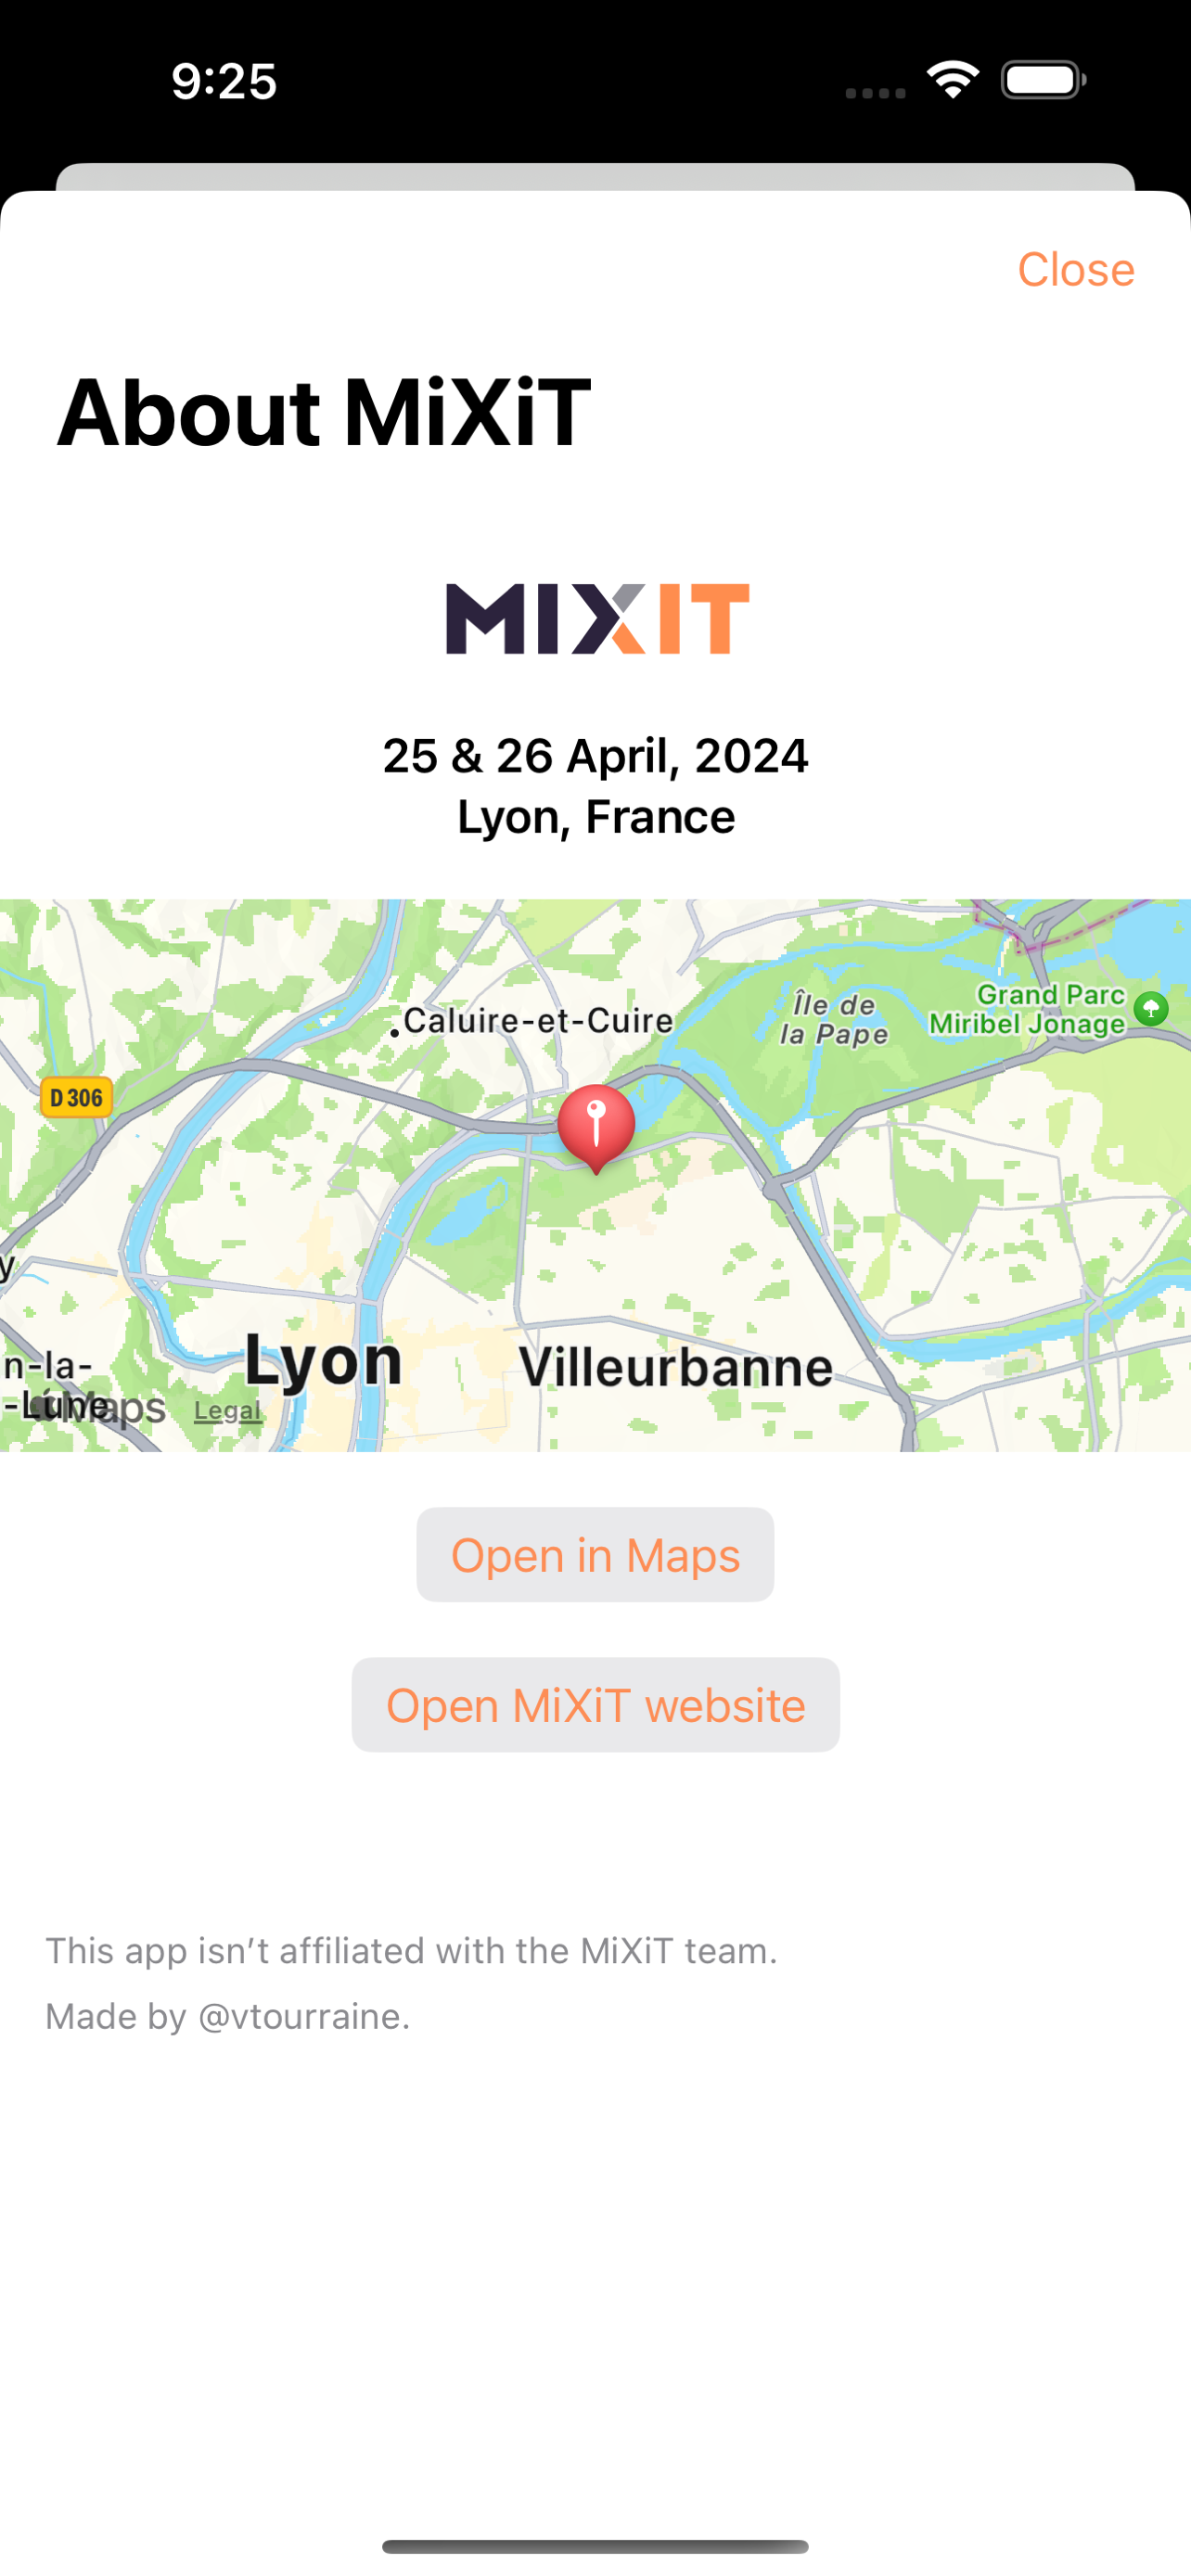 9:25
Close
About MiXiT
MIXIT
25 & 26 April, 2024
Lyon, France
Caluire-et-Cuire
Île de
la Pape
Grand Parc
Miribel Jonage
D 306
y
Lyon
Villeurbanne
n-la-
-Lune
Maps
Legal
Open in Maps
Open MiXiT website
This app isn’t affiliated with the MiXiT team.
Made by @vtourraine.